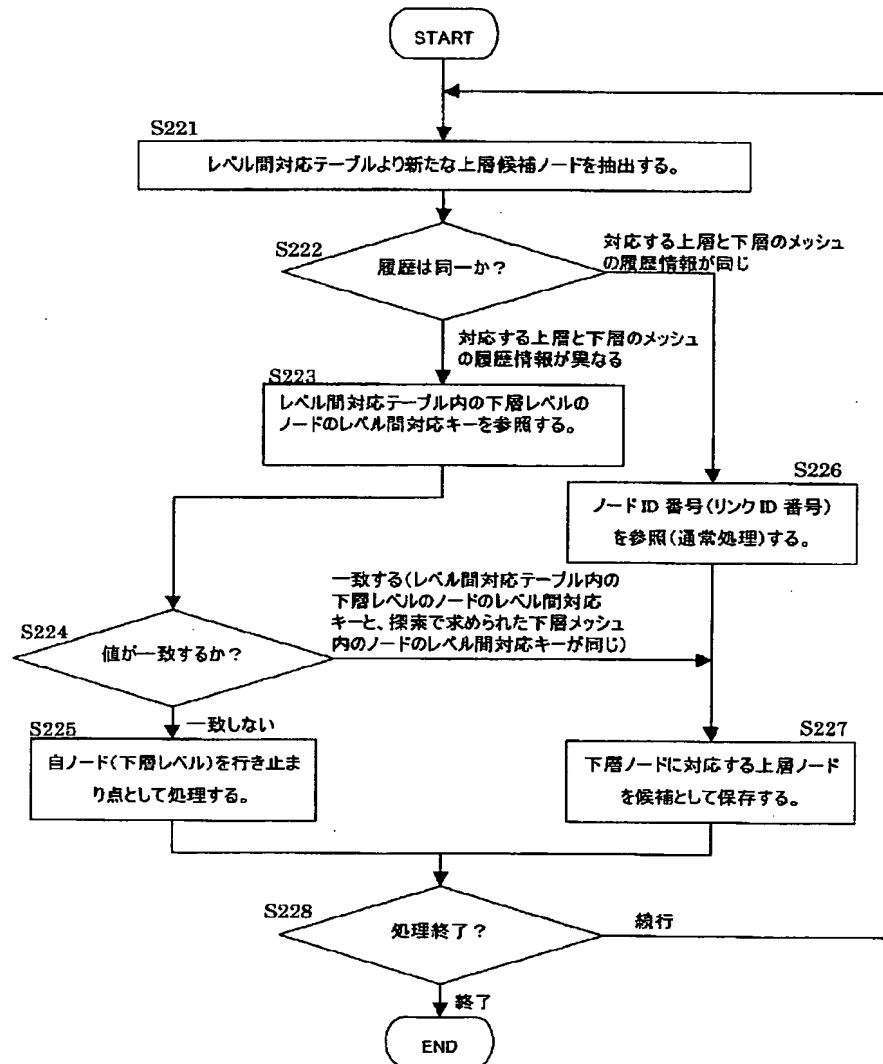 START
S221
レベル間対応テーブルより新たな上層候補ノードを抽出する。
S222
履歴は同一か？
対応する上層と下層のメッシュ
の履歴情報が同じ
対応する上層と下層のメッシュ
の履歴情報が異なる
S223
レベル間対応テーブル内の下層レベルの
ノードのレベル間対応キーを参照する。
S226
ノードID 番号(リンクID 番号)
を参照(通常処理)する。
一致する(レベル間対応テーブル内の
下層レベルのノードのレベル間対応
キーと、探索で求められた下層メッシュ
内のノードのレベル間対応キーが同じ)
S224
値が一致するか？
一致しない
S225
自ノード(下層レベル)を行き止ま
り点として処理する。
S227
下層ノードに対応する上層ノード
を候補として保存する。
S228
処理終了？
続行
終了
END